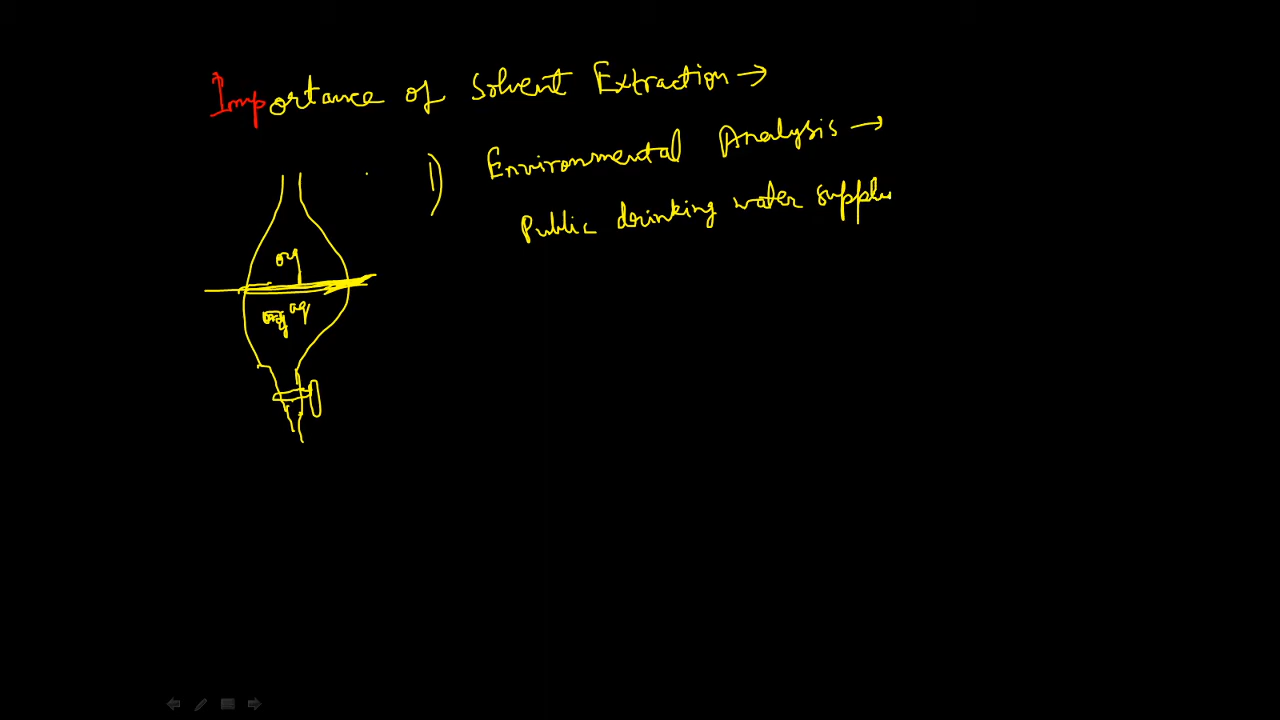 Importance of Solvent Extraction →
1) Environmental Analysis →
Public drinking water supply
org
aq